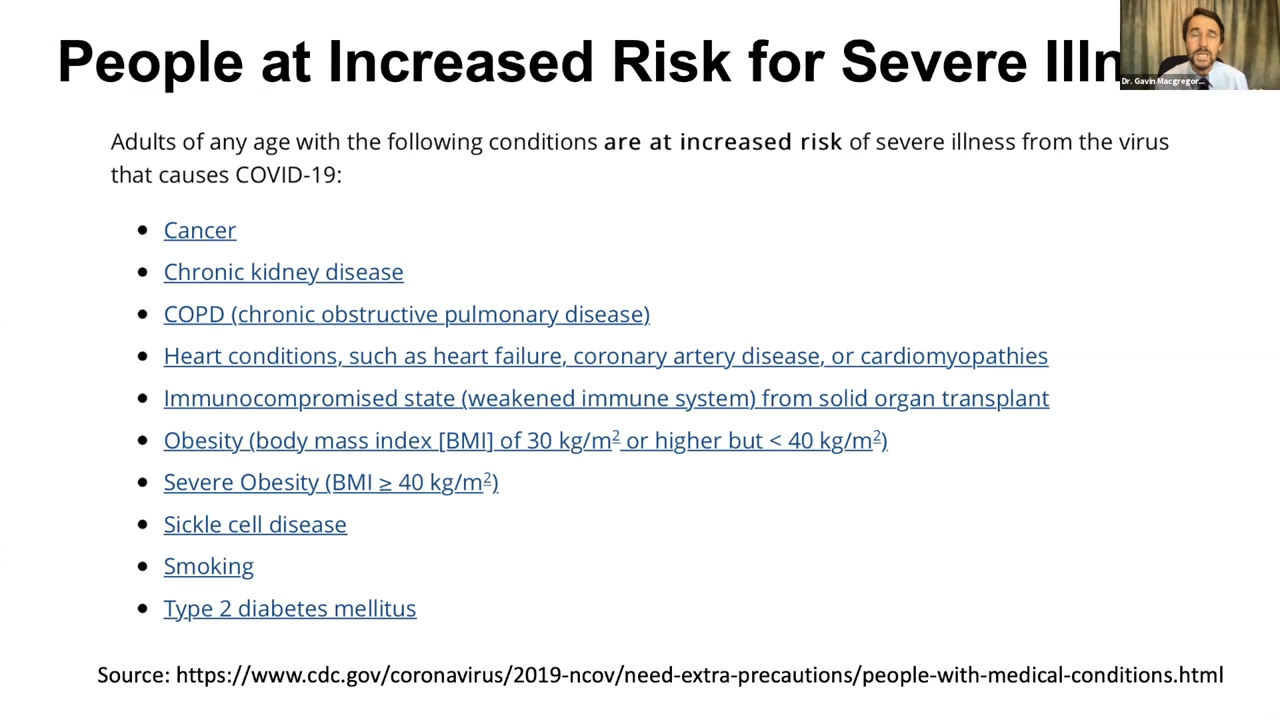 People at Increased Risk for Severe Illn
Dr. Gavin Macgregor...
Adults of any age with the following conditions are at increased risk of severe illness from the virus
that causes COVID-19:
• Cancer
• Chronic kidney disease
• COPD (chronic obstructive pulmonary disease)
• Heart conditions, such as heart failure, coronary artery disease, or cardiomyopathies
• Immunocompromised state (weakened immune system) from solid organ transplant
• Obesity (body mass index [BMI] of 30 kg/m² or higher but < 40 kg/m²)
• Severe Obesity (BMI ≥ 40 kg/m²)
• Sickle cell disease
• Smoking
• Type 2 diabetes mellitus
Source: https://www.cdc.gov/coronavirus/2019-ncov/need-extra-precautions/people-with-medical-conditions.html